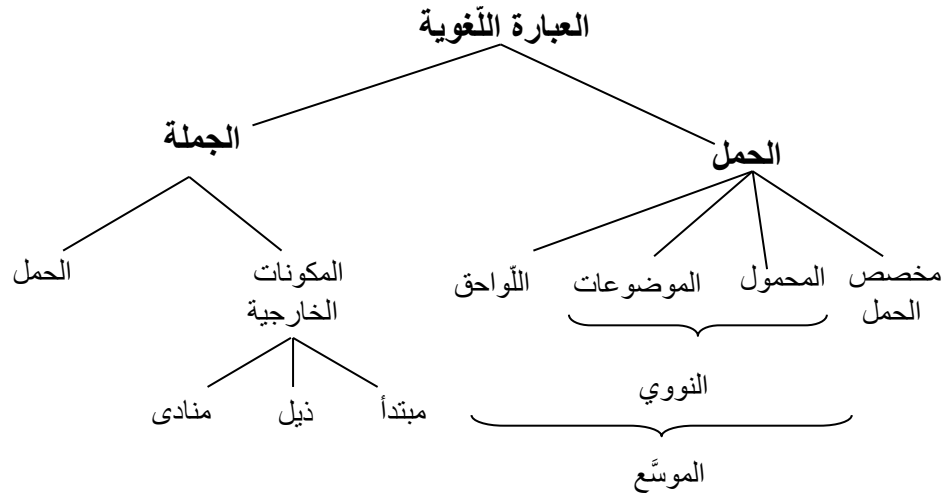 العبارة اللّغوية
الحمل
الجملة
مخصص
الحمل
المحمول
الموضوعات
اللّواحق
المكونات
الخارجية
الحمل
النووي
الموسَّع
مبتدأ
ذيل
منادى